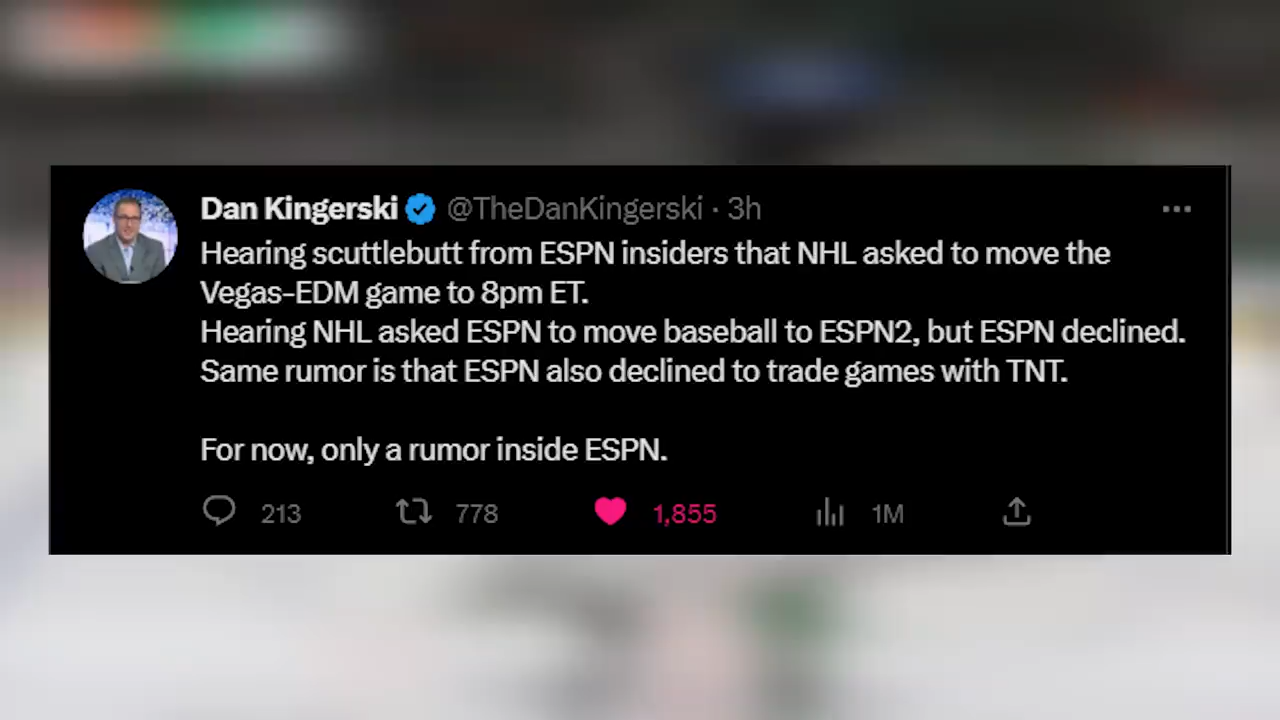 Dan Kingerski @TheDanKingerski · 3h
Hearing scuttlebutt from ESPN insiders that NHL asked to move the
Vegas-EDM game to 8pm ET.
Hearing NHL asked ESPN to move baseball to ESPN2, but ESPN declined.
Same rumor is that ESPN also declined to trade games with TNT.
For now, only a rumor inside ESPN.
213 778 1,855 1M